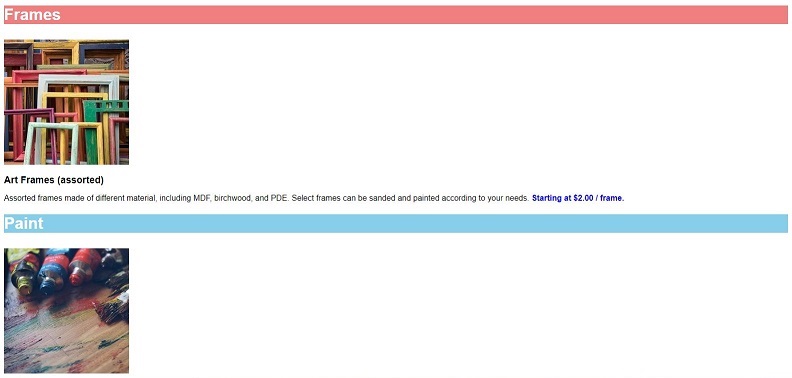 Frames
Art Frames (assorted)
Assorted frames made of different material, including MDF, birchwood, and PDE. Select frames can be sanded and painted according to your needs. Starting at $2.00 / frame.
Paint